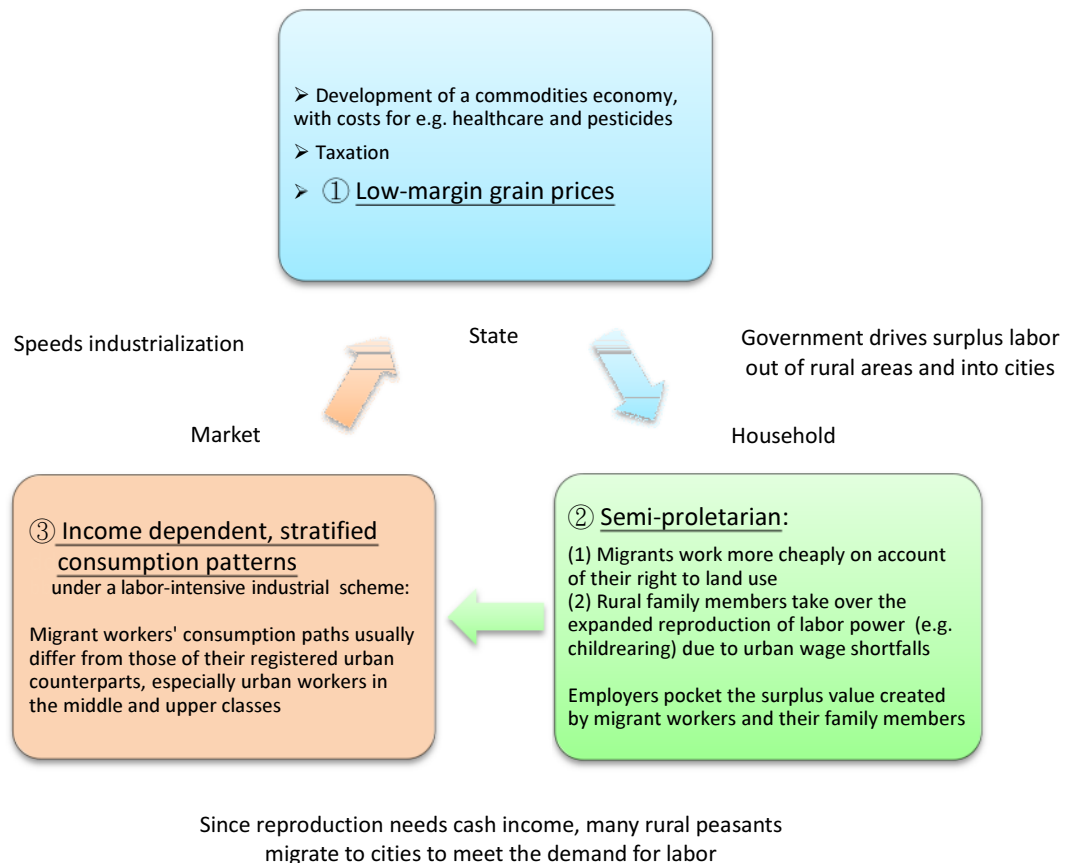 ➢ Development of a commodities economy,
with costs for e.g. healthcare and pesticides
➢ Taxation
➢ ① Low-margin grain prices
Speeds industrialization
State
Government drives surplus labor
out of rural areas and into cities
Market
Household
③ Income dependent, stratified
consumption patterns
under a labor-intensive industrial scheme:
Migrant workers' consumption paths usually
differ from those of their registered urban
counterparts, especially urban workers in
the middle and upper classes
② Semi-proletarian:
(1) Migrants work more cheaply on account
of their right to land use
(2) Rural family members take over the
expanded reproduction of labor power (e.g.
childrearing) due to urban wage shortfalls
Employers pocket the surplus value created
by migrant workers and their family members
Since reproduction needs cash income, many rural peasants
migrate to cities to meet the demand for labor